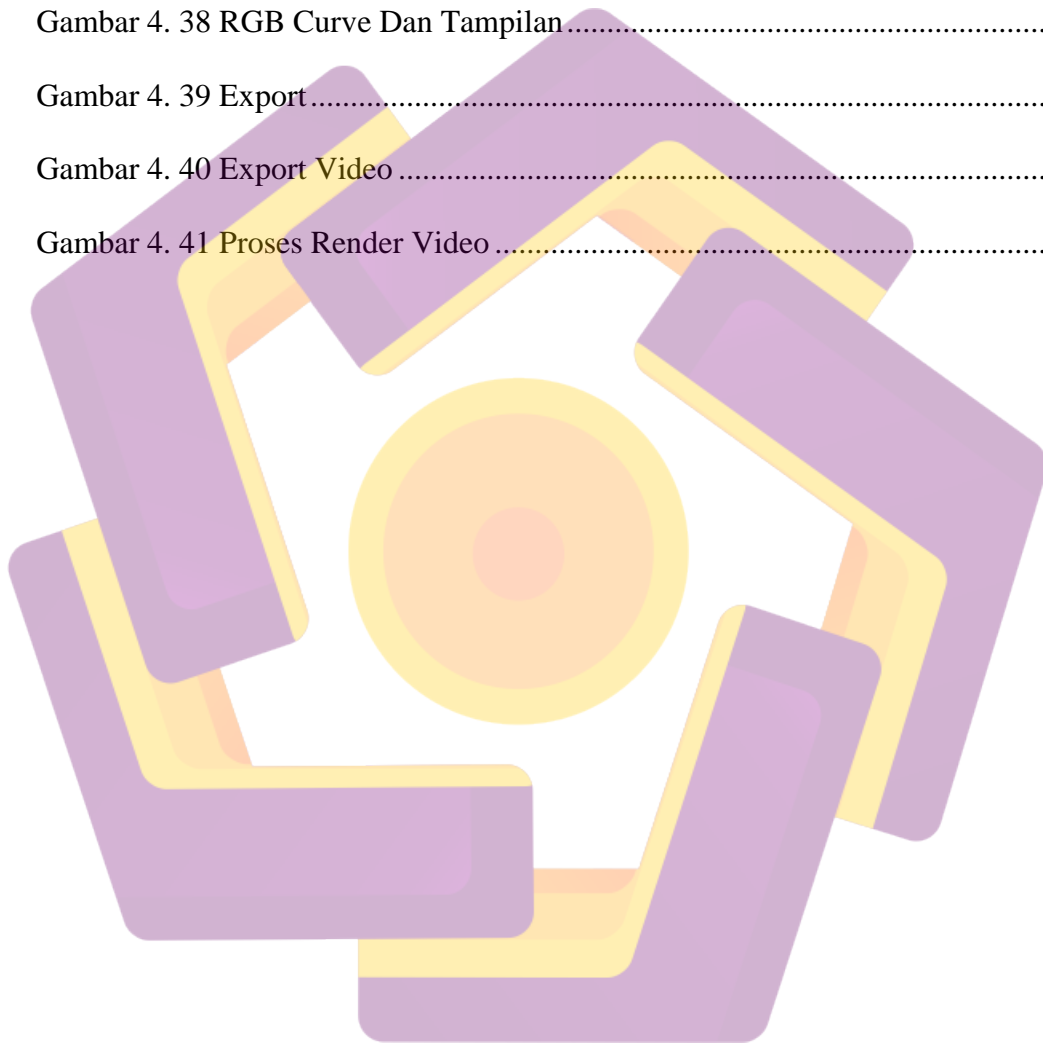 Gambar 4. 38 RGB Curve Dan Tampilan................................................................
Gambar 4. 39 Export..............................................................................................
Gambar 4. 40 Export Video.....................................................................................
Gambar 4. 41 Proses Render Video........................................................................